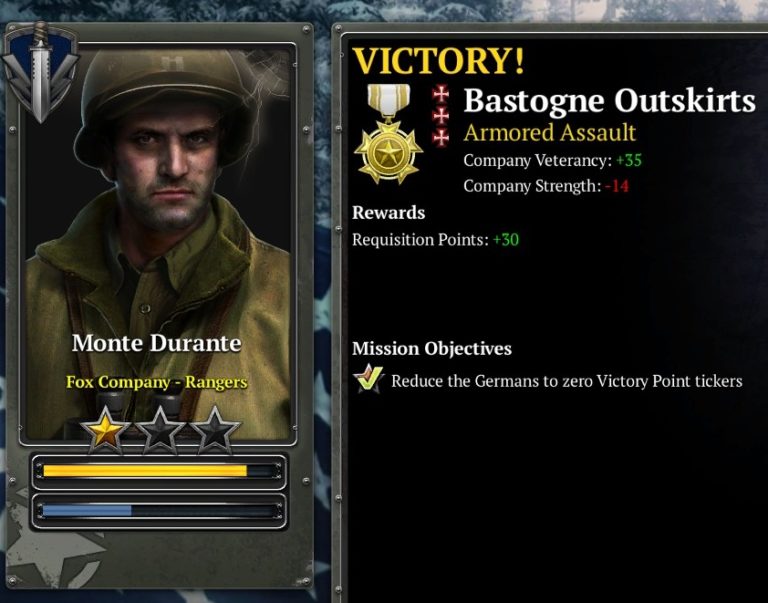 VICTORY!
Bastogne Outskirts
Armored Assault
Company Veterancy: +35
Company Strength: -14
Rewards
Requisition Points: +30
Mission Objectives
Reduce the Germans to zero Victory Point tickers
Monte Durante
Fox Company - Rangers